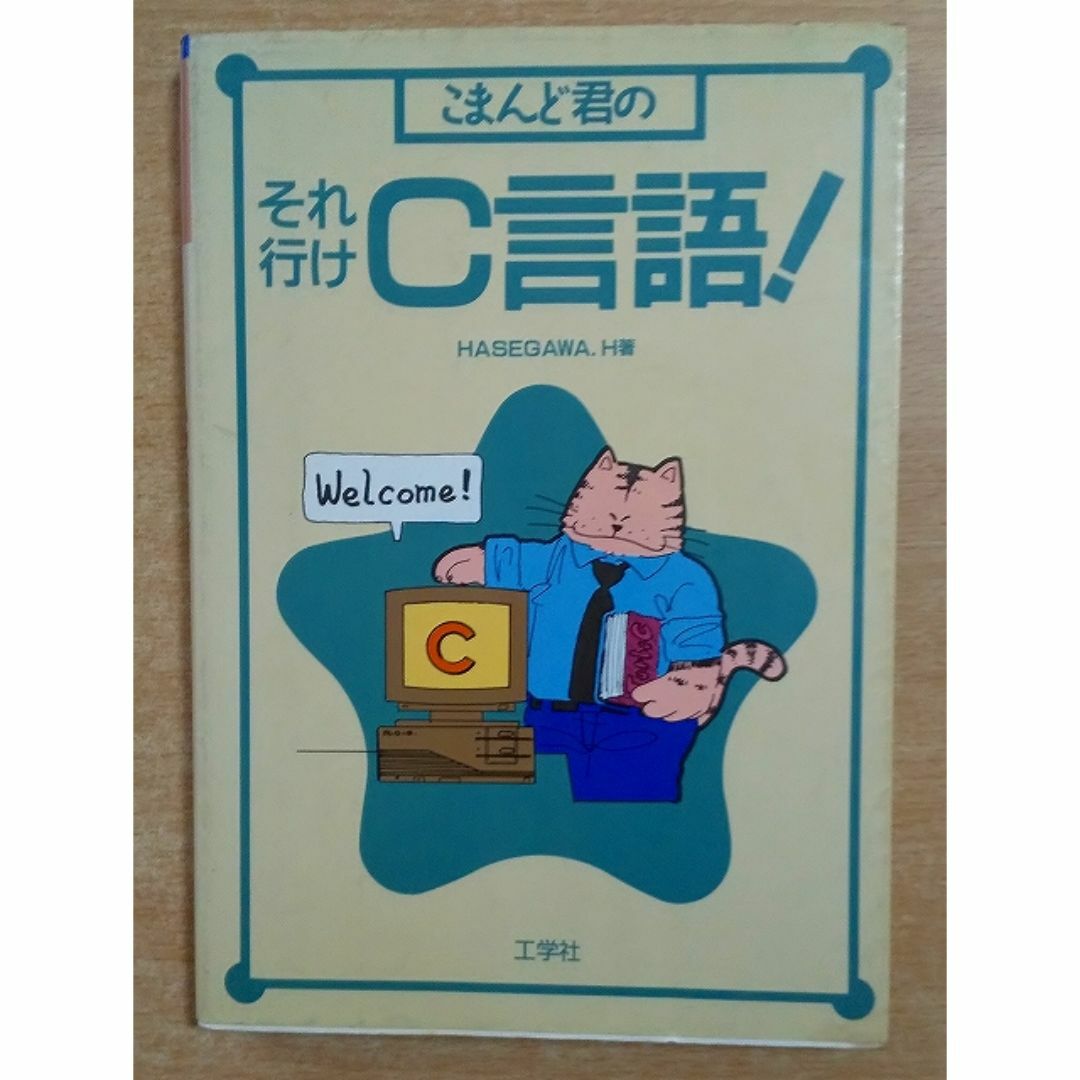 こまんど君の
それ
行け
C言語!
HASEGAWA. H著
Welcome!
C
工学社